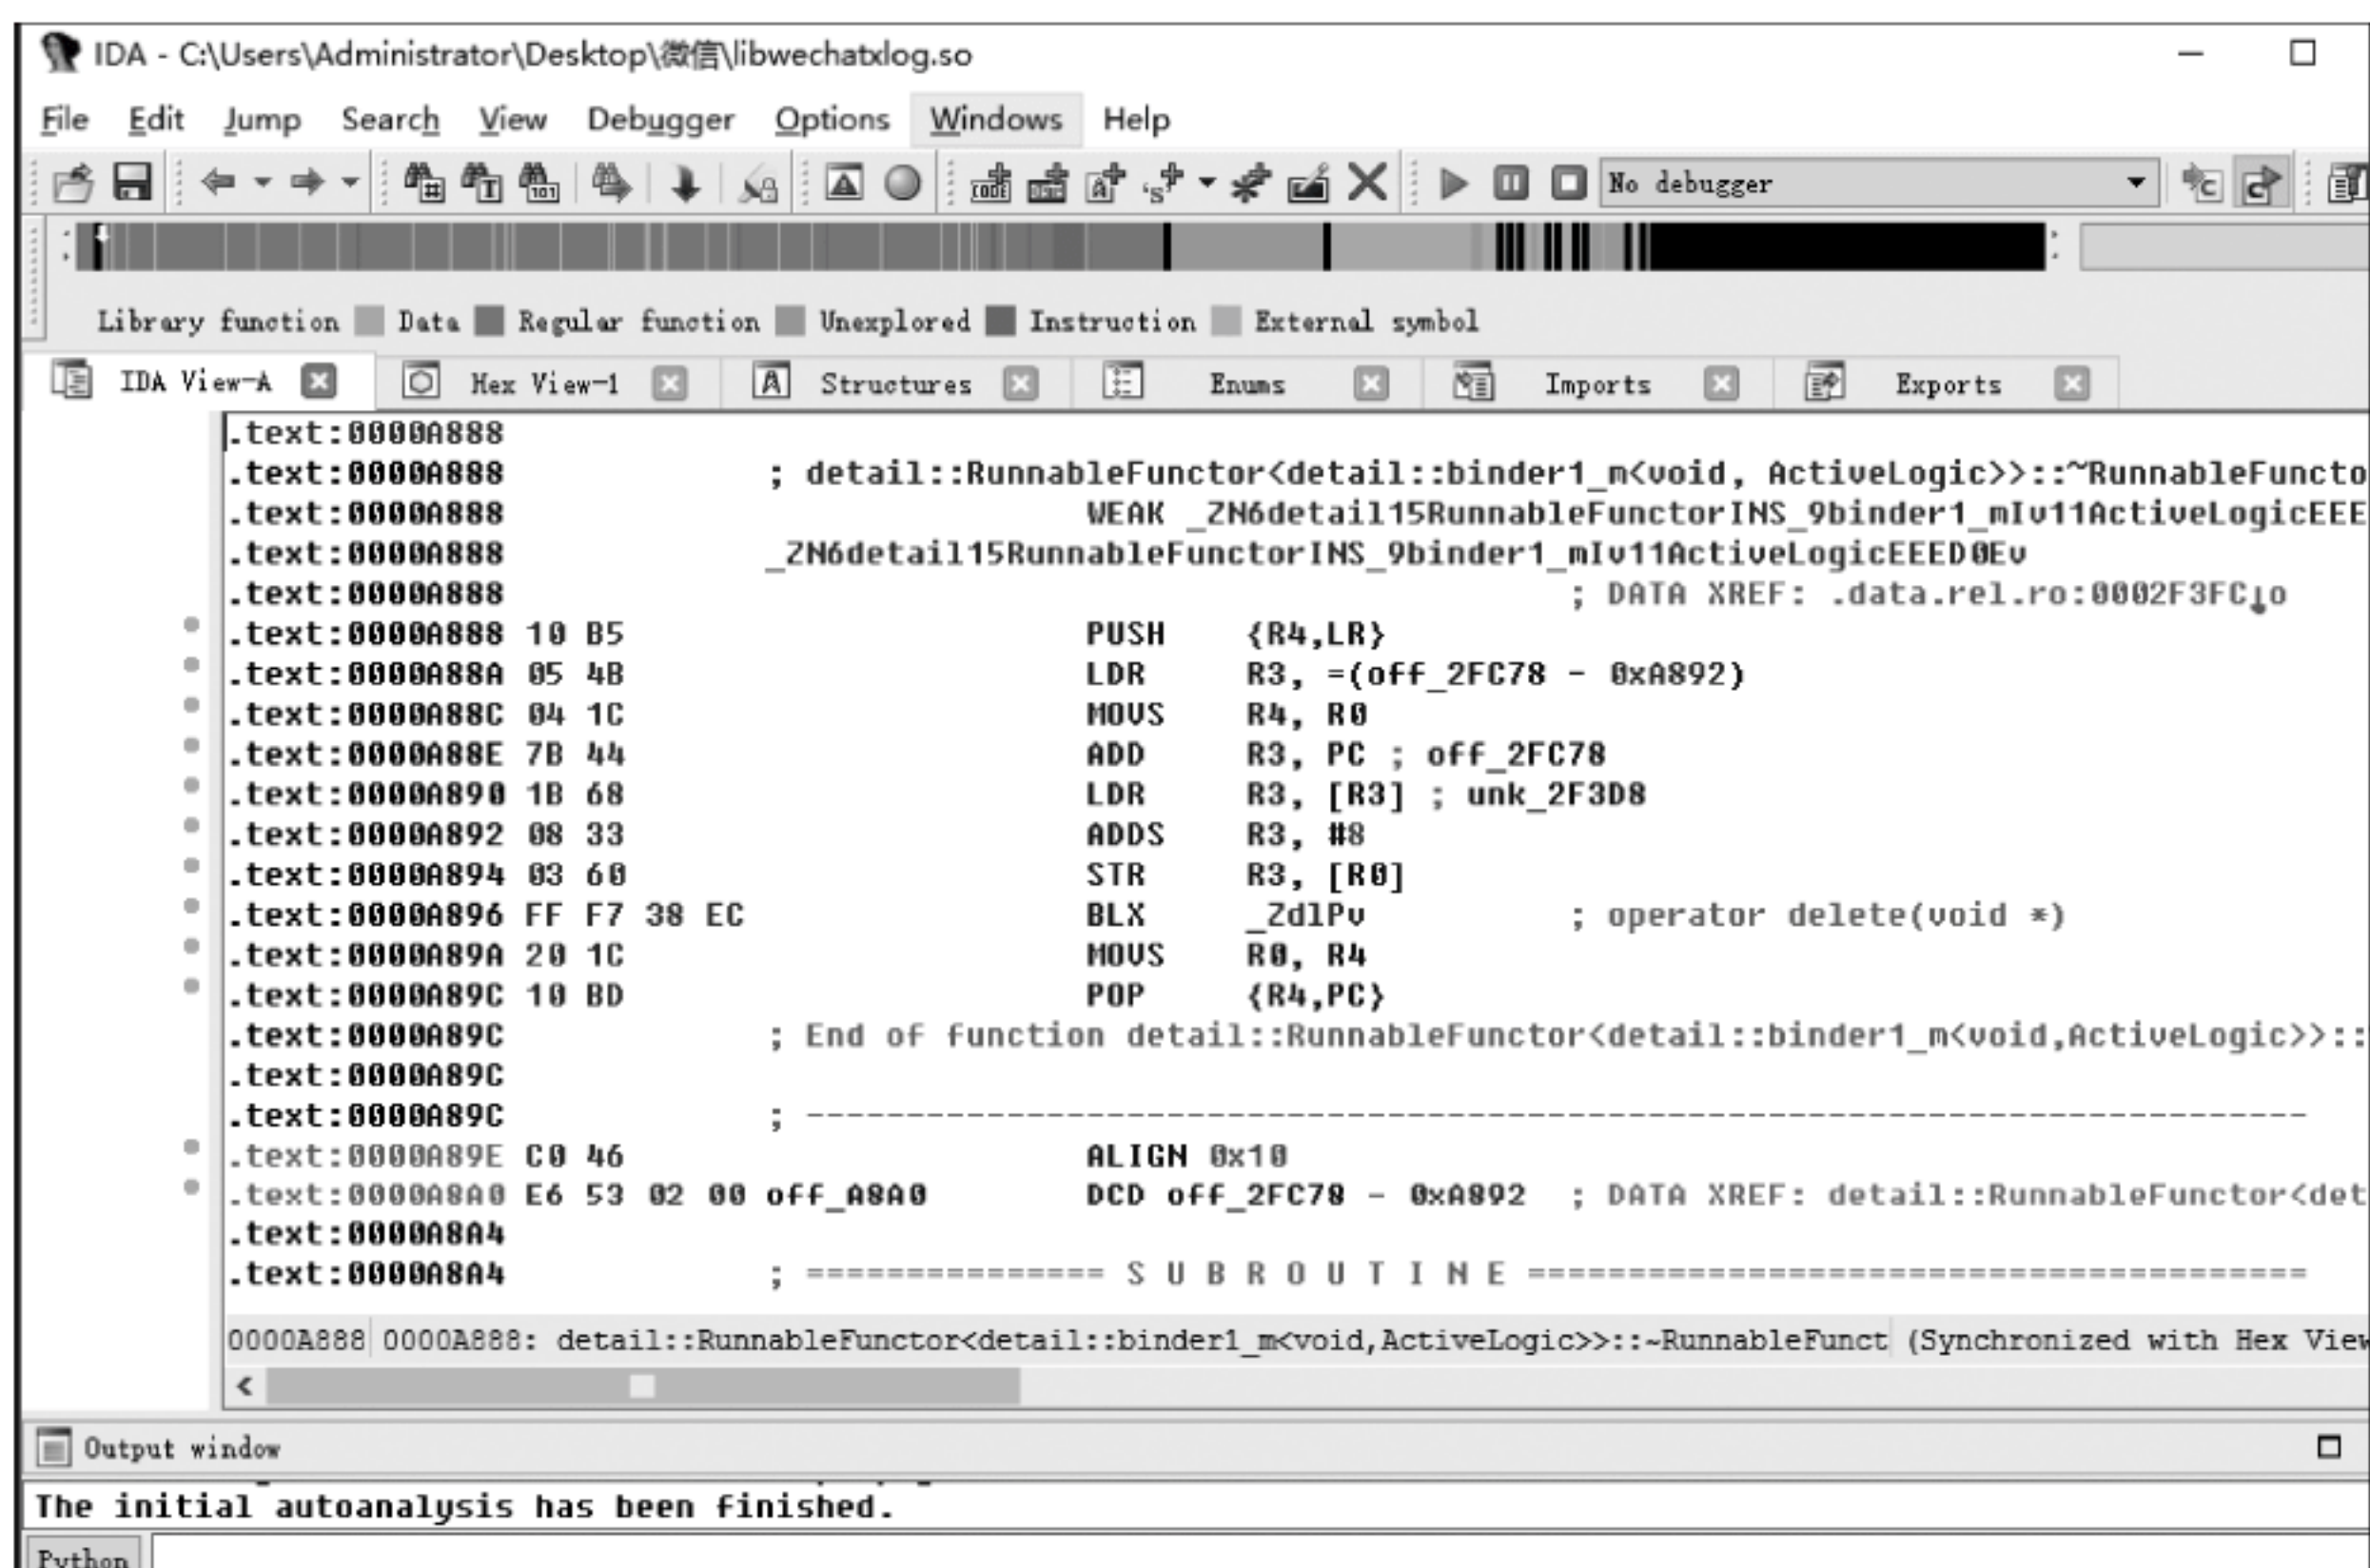 IDA - C:\Users\Administrator\Desktop\微信\libwechatxlog.so
File Edit Jump Search View Debugger Options Windows Help
No debugger
Library function Data Regular function Unexplored Instruction External symbol
IDA View-A Hex View-1 Structures Enums Imports Exports
.text:0000A888
.text:0000A888 ; detail::RunnableFunctor<detail::binder1_m<void, ActiveLogic>>::~RunnableFuncto
.text:0000A888 WEAK _ZN6detail15RunnableFunctorINS_9binder1_mIv11ActiveLogicEEE
.text:0000A888 _ZN6detail15RunnableFunctorINS_9binder1_mIv11ActiveLogicEEED0Ev
.text:0000A888 ; DATA XREF: .data.rel.ro:0002F3FC↓o
.text:0000A888 10 B5 PUSH {R4,LR}
.text:0000A88A 05 4B LDR R3, =(off_2FC78 - 0xA892)
.text:0000A88C 04 1C MOVS R4, R0
.text:0000A88E 7B 44 ADD R3, PC ; off_2FC78
.text:0000A890 1B 68 LDR R3, [R3] ; unk_2F3D8
.text:0000A892 08 33 ADDS R3, #8
.text:0000A894 03 60 STR R3, [R0]
.text:0000A896 FF F7 38 EC BLX _ZdlPv ; operator delete(void *)
.text:0000A89A 20 1C MOVS R0, R4
.text:0000A89C 10 BD POP {R4,PC}
.text:0000A89C ; End of function detail::RunnableFunctor<detail::binder1_m<void,ActiveLogic>>::
.text:0000A89C
.text:0000A89C ; ---------------------------------------------------------------------------
.text:0000A89E C0 46 ALIGN 0x10
.text:0000A8A0 E6 53 02 00 off_A8A0 DCD off_2FC78 - 0xA892 ; DATA XREF: detail::RunnableFunctor<det
.text:0000A8A4
.text:0000A8A4 ; =============== S U B R O U T I N E =======================================
0000A888 0000A888: detail::RunnableFunctor<detail::binder1_m<void,ActiveLogic>>::~RunnableFunct (Synchronized with Hex View
Output window
The initial autoanalysis has been finished.
Python